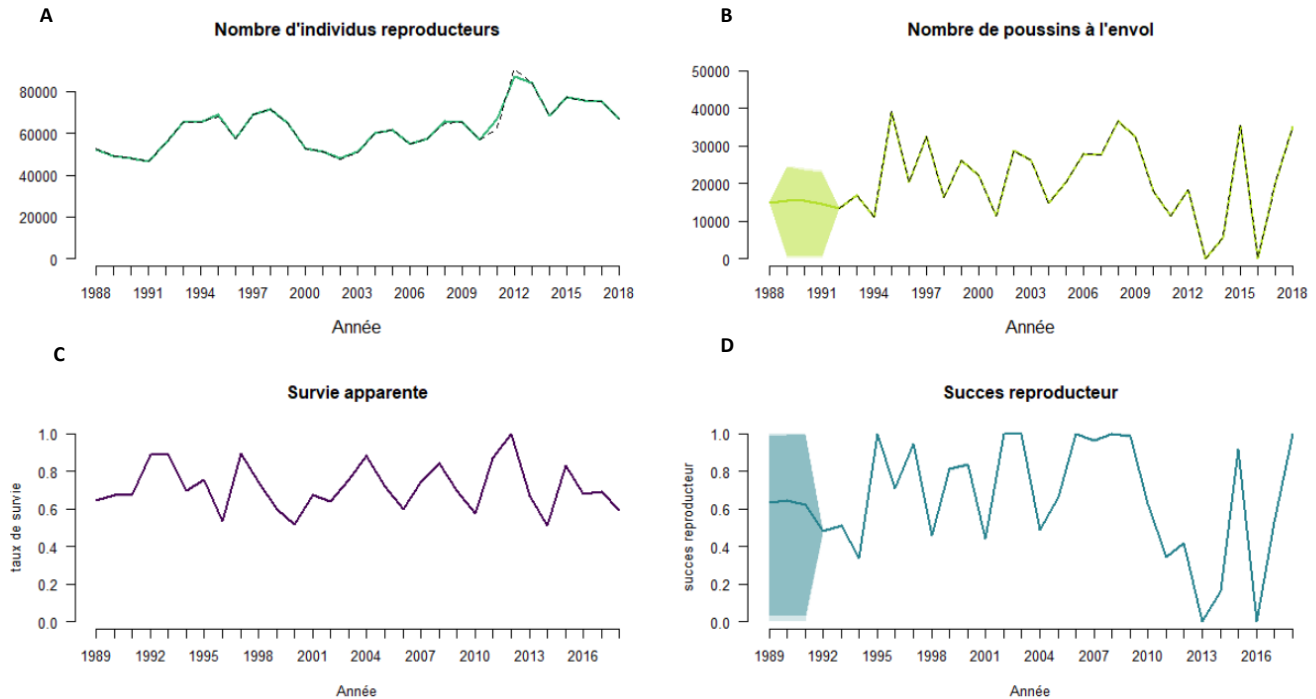 A
Nombre d'individus reproducteurs
80000
60000
40000
20000
0
1988 1991 1994 1997 2000 2003 2006 2009 2012 2015 2018
Année
B
Nombre de poussins à l'envol
50000
40000
30000
20000
10000
0
1988 1991 1994 1997 2000 2003 2006 2009 2012 2015 2018
Année
C
Survie apparente
taux de survie
1.0
0.8
0.6
0.4
0.2
0.0
1989 1992 1995 1998 2001 2004 2007 2010 2013 2016
Année
D
Succes reproducteur
succes reproducteur
1.0
0.8
0.6
0.4
0.2
0.0
1989 1992 1995 1998 2001 2004 2007 2010 2013 2016
Année